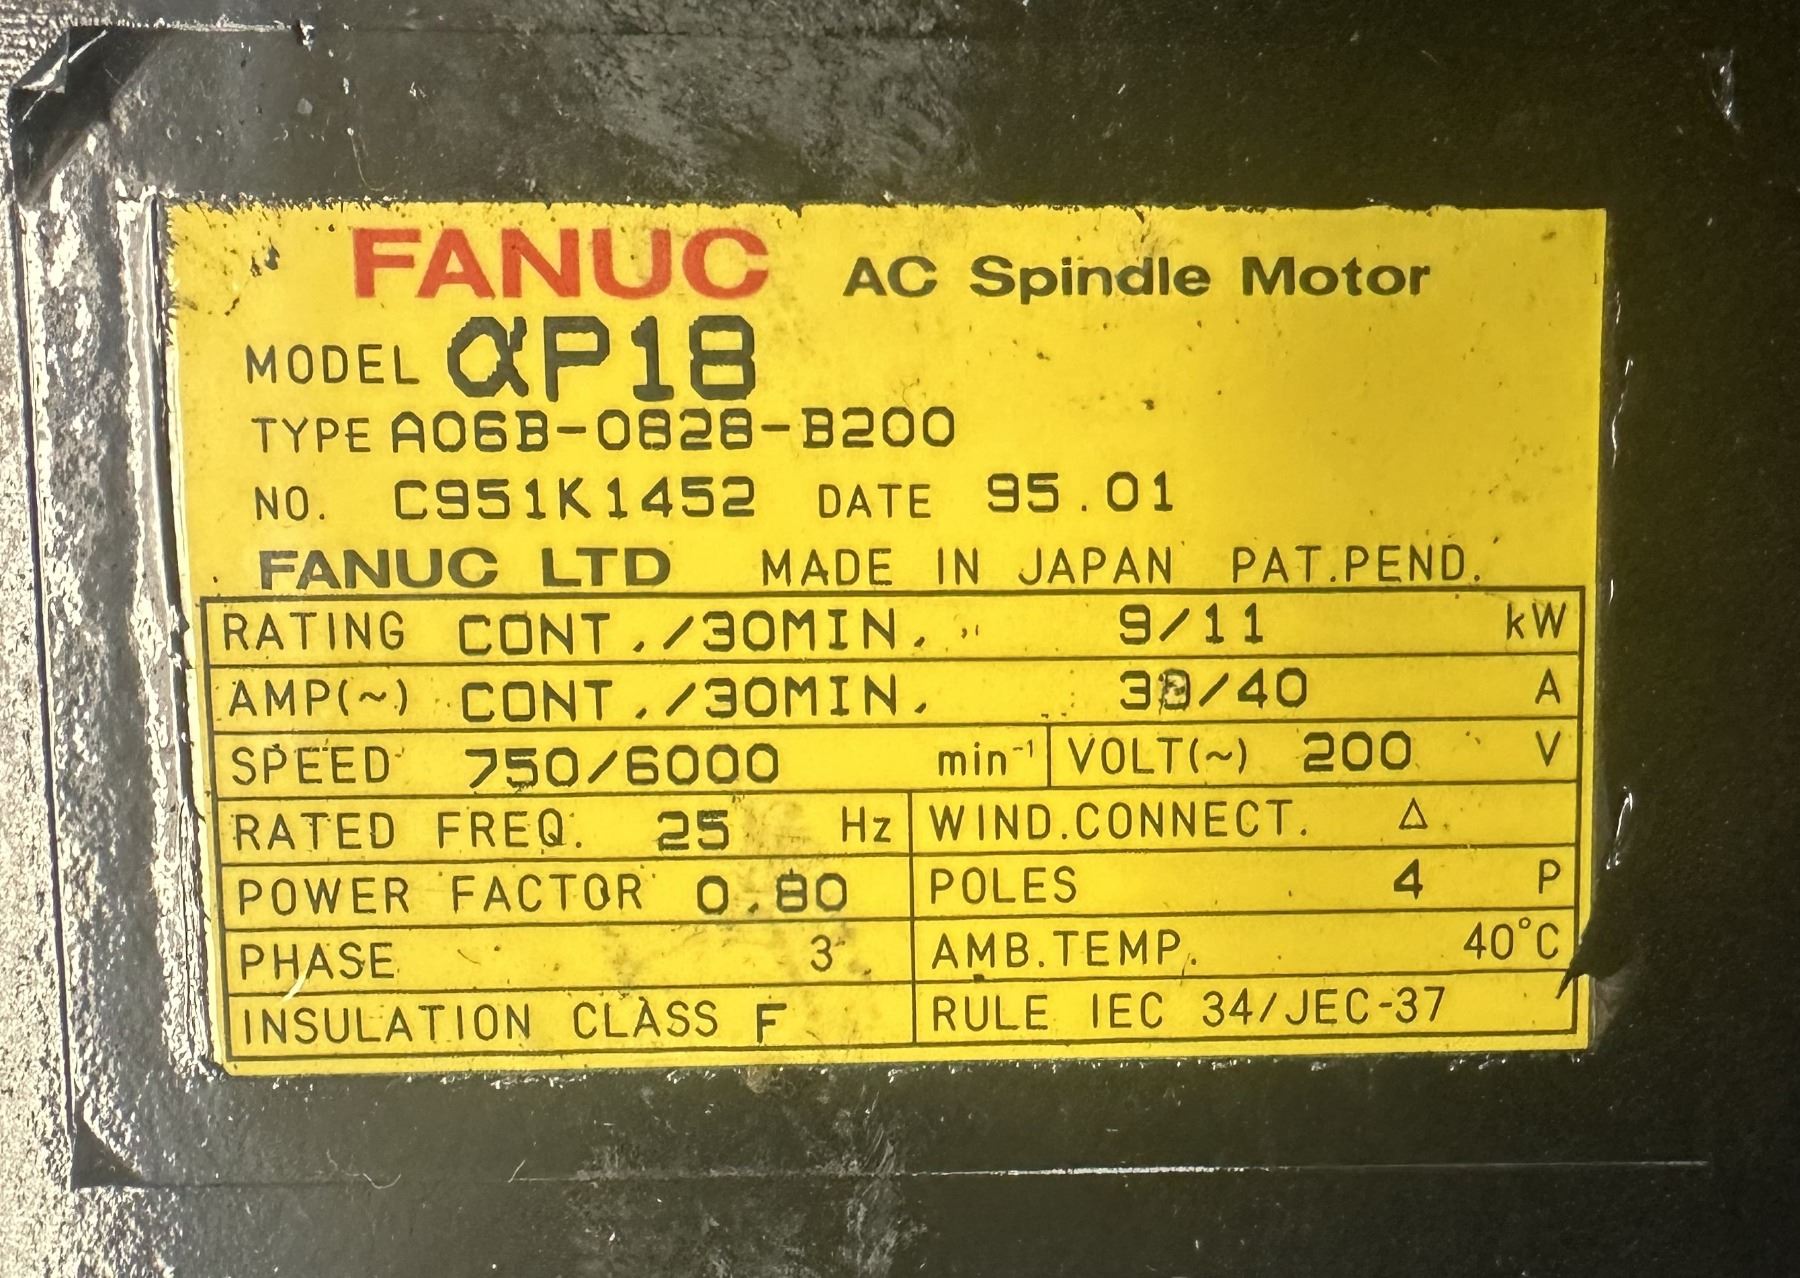 FANUC AC Spindle Motor
MODEL αP18
TYPE A06B-0828-B200
NO. C951K1452 DATE 95.01
FANUC LTD MADE IN JAPAN PAT.PEND.
RATING CONT./30MIN. 9/11 kW
AMP(~) CONT./30MIN. /40 A
SPEED 750/6000 min⁻¹ VOLT(~) 200 V
RATED FREQ. 25 Hz WIND.CONNECT. △
POWER FACTOR 0.80 POLES 4 P
PHASE 3 AMB.TEMP. 40°C
INSULATION CLASS F RULE IEC 34/JEC-37